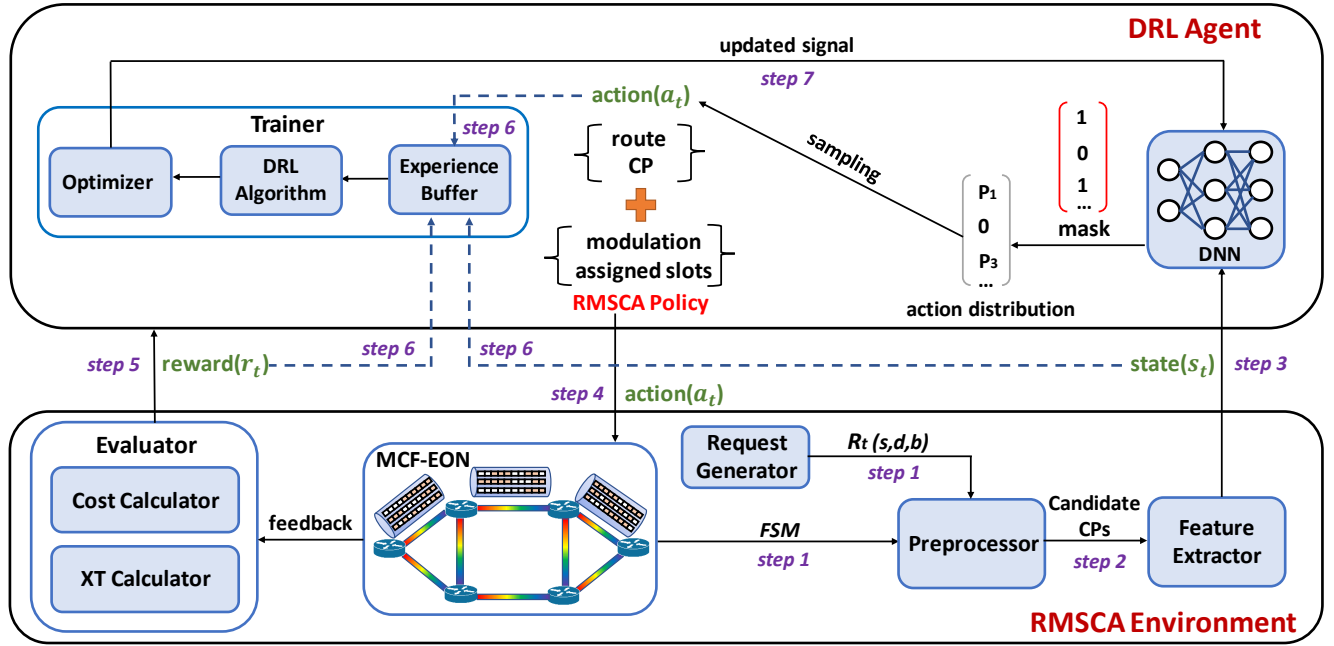 DRL Agent
updated signal
step 7
action(a_t)
step 6
Trainer
Optimizer
DRL
Algorithm
Experience
Buffer
route
CP
modulation
assigned slots
RMSCA Policy
sampling
P1
0
P3
...
action distribution
1
0
1
...
mask
DNN
step 5
reward(r_t)
step 6
step 6
state(s_t)
step 3
step 4
action(a_t)
Evaluator
Cost Calculator
XT Calculator
feedback
MCF-EON
Request
Generator
Rt (s,d,b)
step 1
FSM
step 1
Preprocessor
Candidate
CPs
step 2
Feature
Extractor
RMSCA Environment